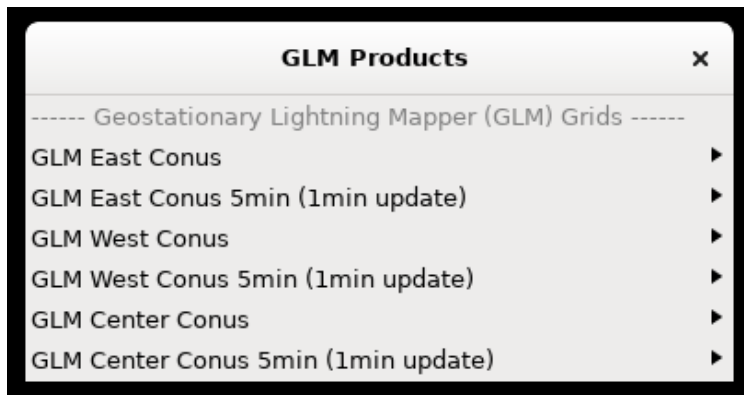 GLM Products ×
------ Geostationary Lightning Mapper (GLM) Grids ------
GLM East Conus
GLM East Conus 5min (1min update)
GLM West Conus
GLM West Conus 5min (1min update)
GLM Center Conus
GLM Center Conus 5min (1min update)